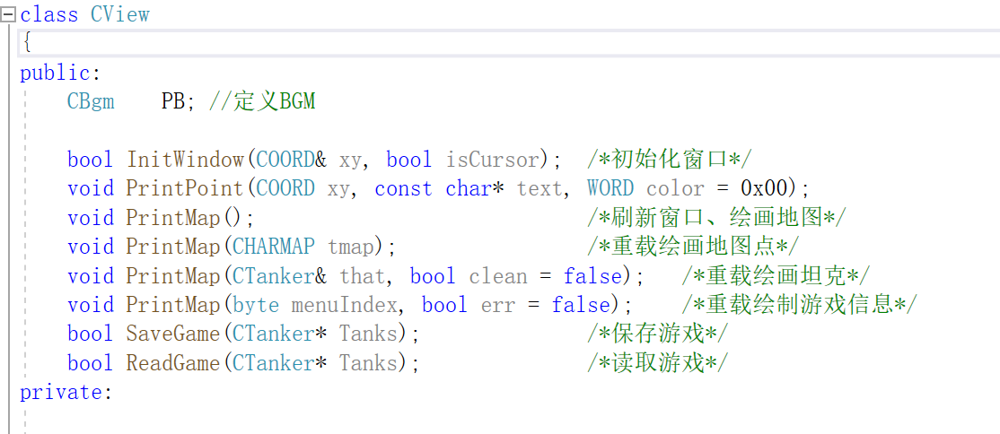 class CView
{
public:
    CBgm    PB; //定义BGM
    bool InitWindow(COORD& xy, bool isCursor);  /*初始化窗口*/
    void PrintPoint(COORD xy, const char* text, WORD color = 0x00);
    void PrintMap();                            /*刷新窗口、绘画地图*/
    void PrintMap(CHARMAP tmap);                /*重载绘画地图点*/
    void PrintMap(CTanker& that, bool clean = false);   /*重载绘画坦克*/
    void PrintMap(byte menuIndex, bool err = false);    /*重载绘制游戏信息*/
    bool SaveGame(CTanker* Tanks);              /*保存游戏*/
    bool ReadGame(CTanker* Tanks);              /*读取游戏*/
private: